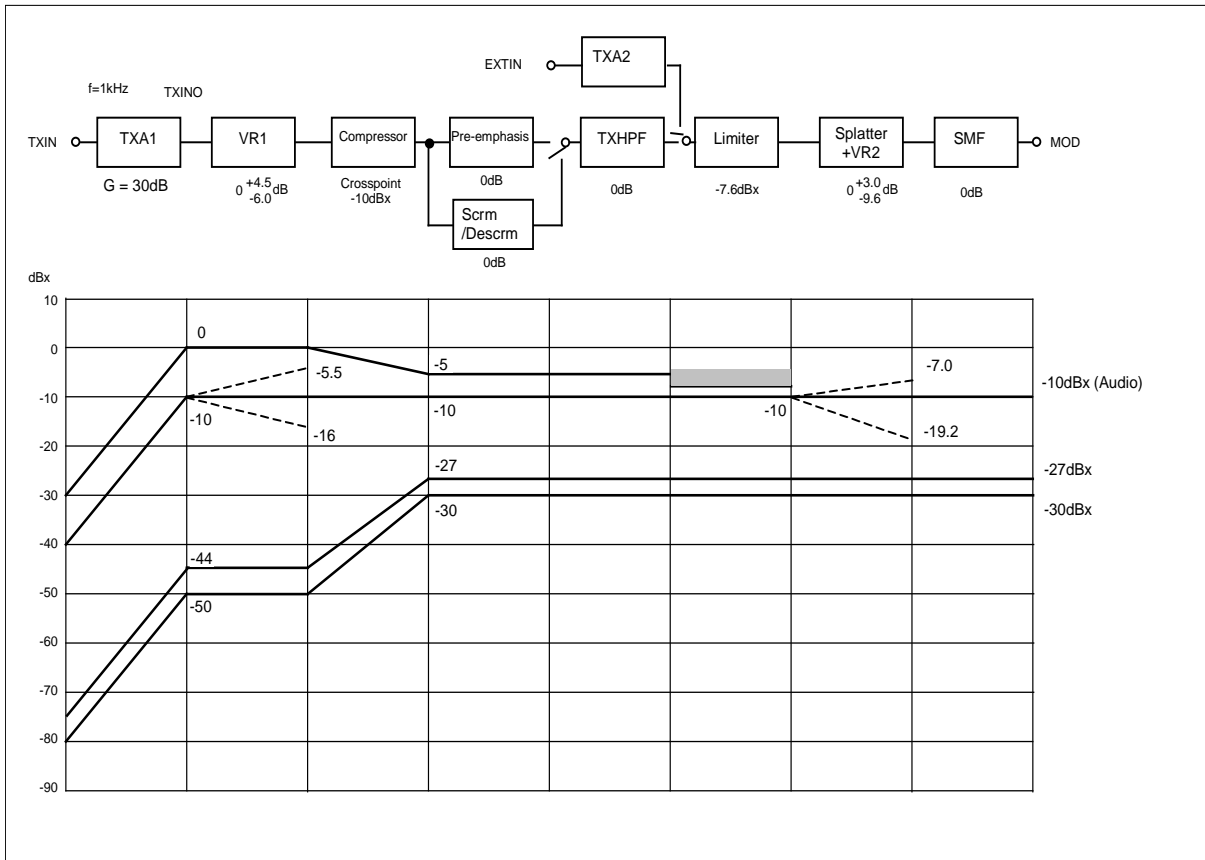 EXTIN
TXA2
f=1kHz
TXINO
TXIN
TXA1
VR1
Compressor
Pre-emphasis
TXHPF
Limiter
Splatter
+VR2
SMF
MOD
G = 30dB
0 +4.5 -6.0 dB
Crosspoint
-10dBx
0dB
0dB
-7.6dBx
0 +3.0 -9.6 dB
0dB
Scrm
/Descrm
0dB
dBx
10
0
-10
-20
-30
-40
-50
-60
-70
-80
-90
0
-5.5
-5
-7.0
-10
-10
-10
-10dBx (Audio)
-16
-19.2
-27
-27dBx
-30
-30dBx
-44
-50